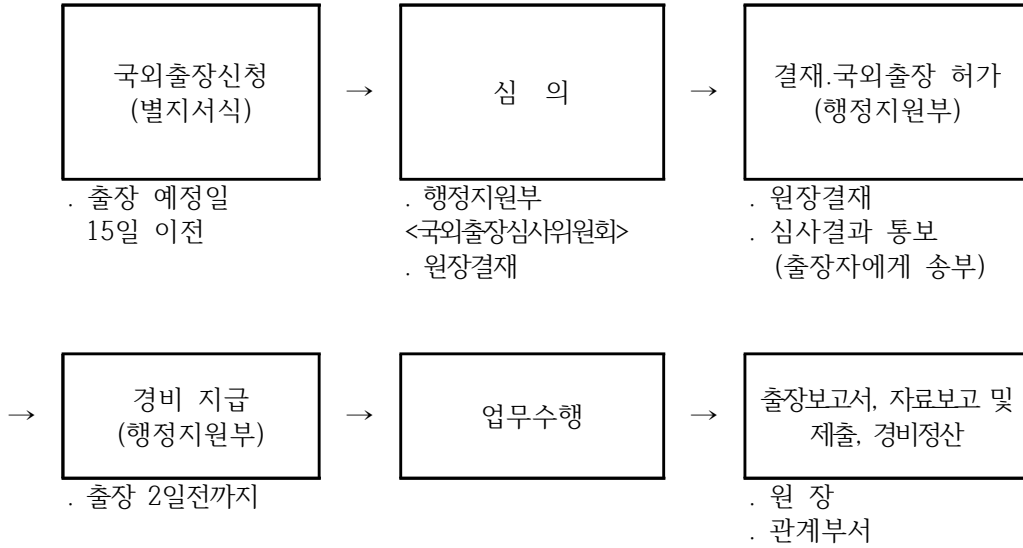 국외출장신청
(별지서식)
→
심 의
→
결재.국외출장 허가
(행정지원부)
. 출장 예정일
15일 이전
. 행정지원부
<국외출장심사위원회>
. 원장결재
. 원장결재
. 심사결과 통보
(출장자에게 송부)
→
경비 지급
(행정지원부)
→
업무수행
→
출장보고서, 자료보고 및
제출, 경비정산
. 출장 2일전까지
. 원 장
. 관계부서